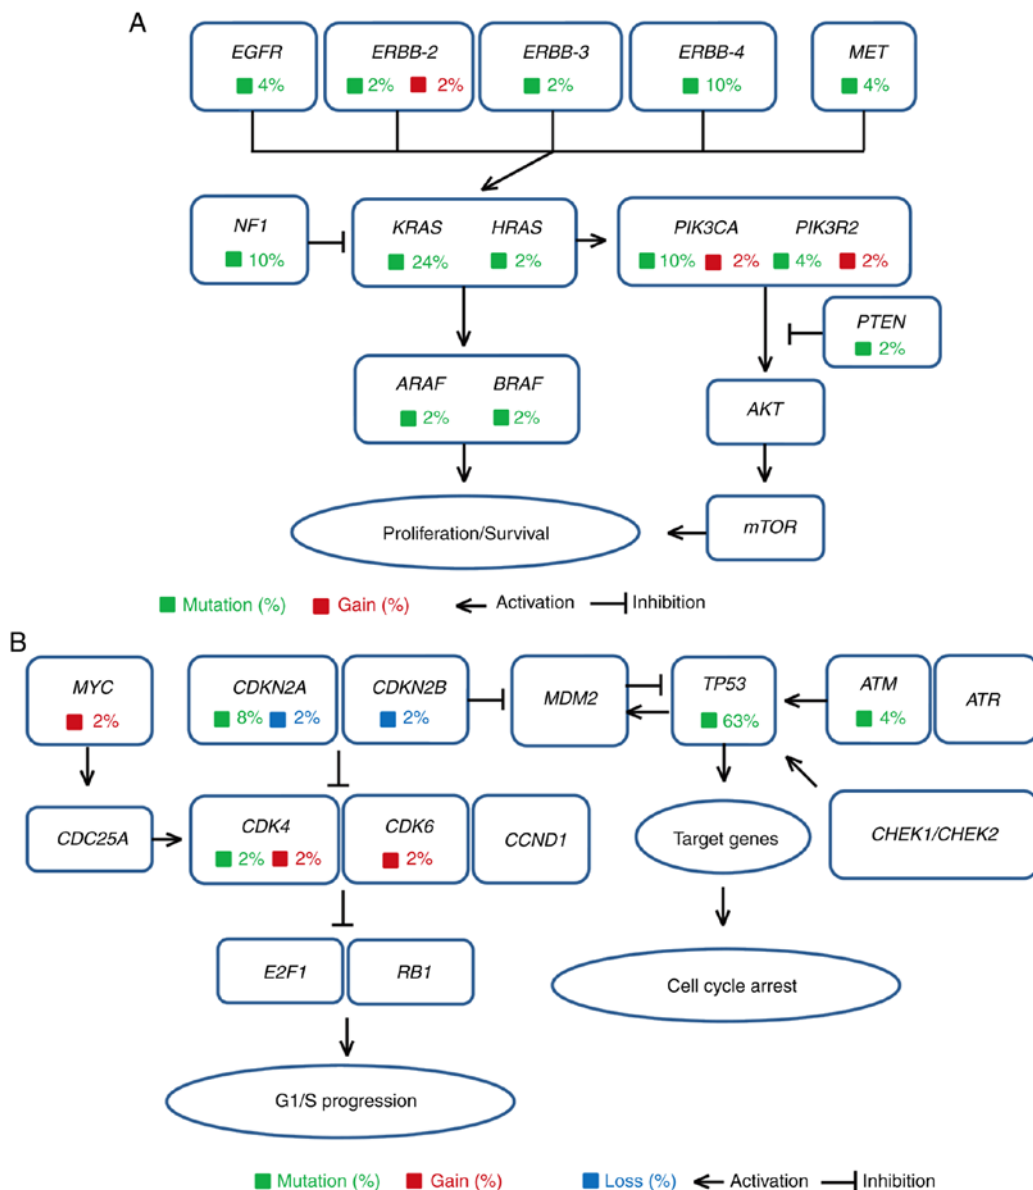 A
EGFR ERBB-2 ERBB-3 ERBB-4 MET
4% 2% 2% 2% 10% 4%
NF1 KRAS HRAS PIK3CA PIK3R2
10% 24% 2% 10% 2% 4% 2%
PTEN
2%
ARAF BRAF
2% 2%
AKT
Proliferation/Survival mTOR
Mutation (%) Gain (%) Activation Inhibition
B
MYC CDKN2A CDKN2B MDM2 TP53 ATM ATR
2% 8% 2% 2% 63% 4%
CDC25A CDK4 CDK6 CCND1 Target genes CHEK1/CHEK2
2% 2% 2%
E2F1 RB1 Cell cycle arrest
G1/S progression
Mutation (%) Gain (%) Loss (%) Activation Inhibition